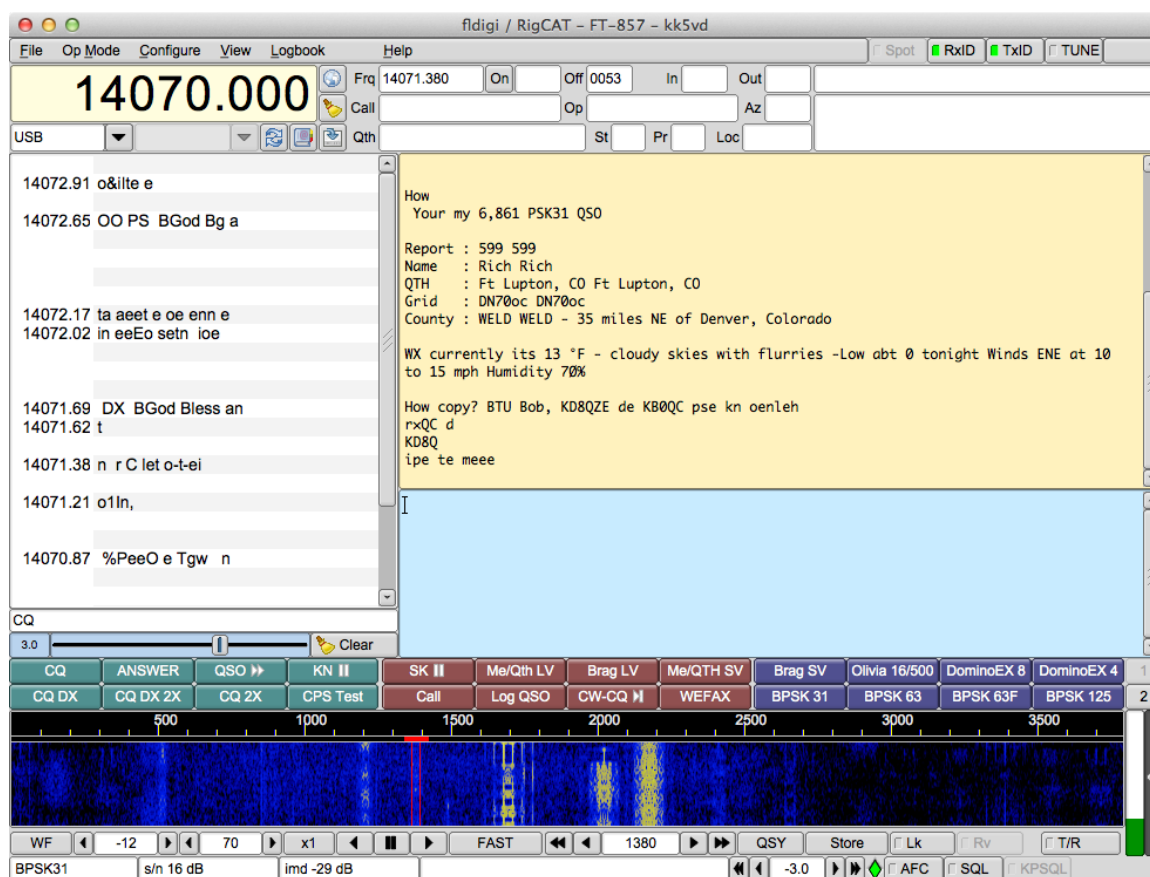 fldigi / RigCAT – FT-857 – kk5vd
File Op Mode Configure View Logbook Help Spot RxID TxID TUNE
14070.000
Frq 14071.380 On Off 0053 In Out
Call Op Az
USB Qth St Pr Loc
14072.91 o&ilte e
14072.65 OO PS BGod Bg a
14072.17 ta aeet e oe enn e
14072.02 in eeEo setn ioe
14071.69 DX BGod Bless an
14071.62 t
14071.38 n r C let o-t-ei
14071.21 o1In,
14070.87 %PeeO e Tgw n
CQ
3.0 Clear
How
Your my 6,861 PSK31 QSO
Report : 599 599
Name : Rich Rich
QTH : Ft Lupton, CO Ft Lupton, CO
Grid : DN70oc DN70oc
County : WELD WELD - 35 miles NE of Denver, Colorado
WX currently its 13 °F - cloudy skies with flurries -Low abt 0 tonight Winds ENE at 10
to 15 mph Humidity 70%
How copy? BTU Bob, KD8QZE de KB0QC pse kn oenleh
rxQC d
KD8Q
ipe te meee
CQ ANSWER QSO KN SK Me/Qth LV Brag LV Me/QTH SV Brag SV Olivia 16/500 DominoEX 8 DominoEX 4 1
CQ DX CQ DX 2X CQ 2X CPS Test Call Log QSO CW-CQ WEFAX BPSK 31 BPSK 63 BPSK 63F BPSK 125 2
500 1000 1500 2000 2500 3000 3500
WF -12 70 x1 FAST 1380 QSY Store Lk Rv T/R
BPSK31 s/n 16 dB imd -29 dB -3.0 AFC SQL KPSQL